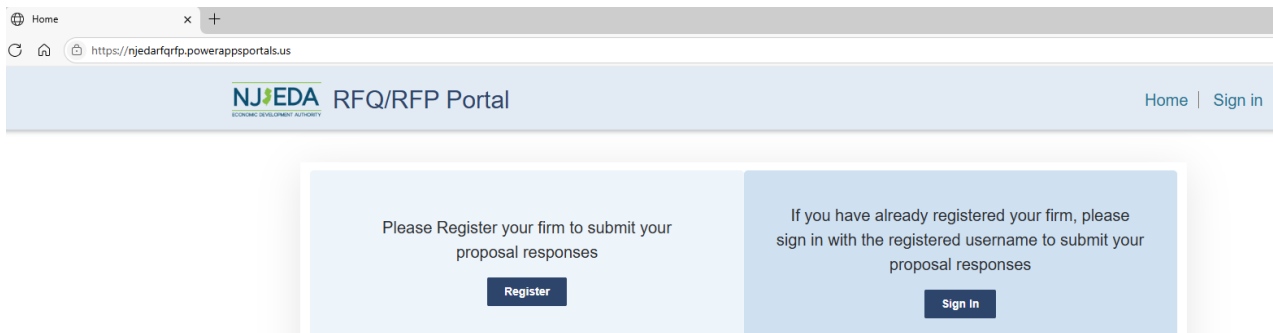 Home
https://njedarfqrfp.powerappsportals.us
NJEDA
ECONOMIC DEVELOPMENT AUTHORITY
RFQ/RFP Portal
Home
Sign in
Please Register your firm to submit your
proposal responses
Register
If you have already registered your firm, please
sign in with the registered username to submit your
proposal responses
Sign In